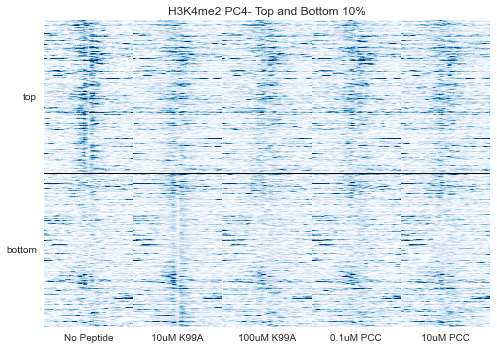 H3K4me2 PC4- Top and Bottom 10%
top
bottom
No Peptide 10uM K99A 100uM K99A 0.1uM PCC 10uM PCC